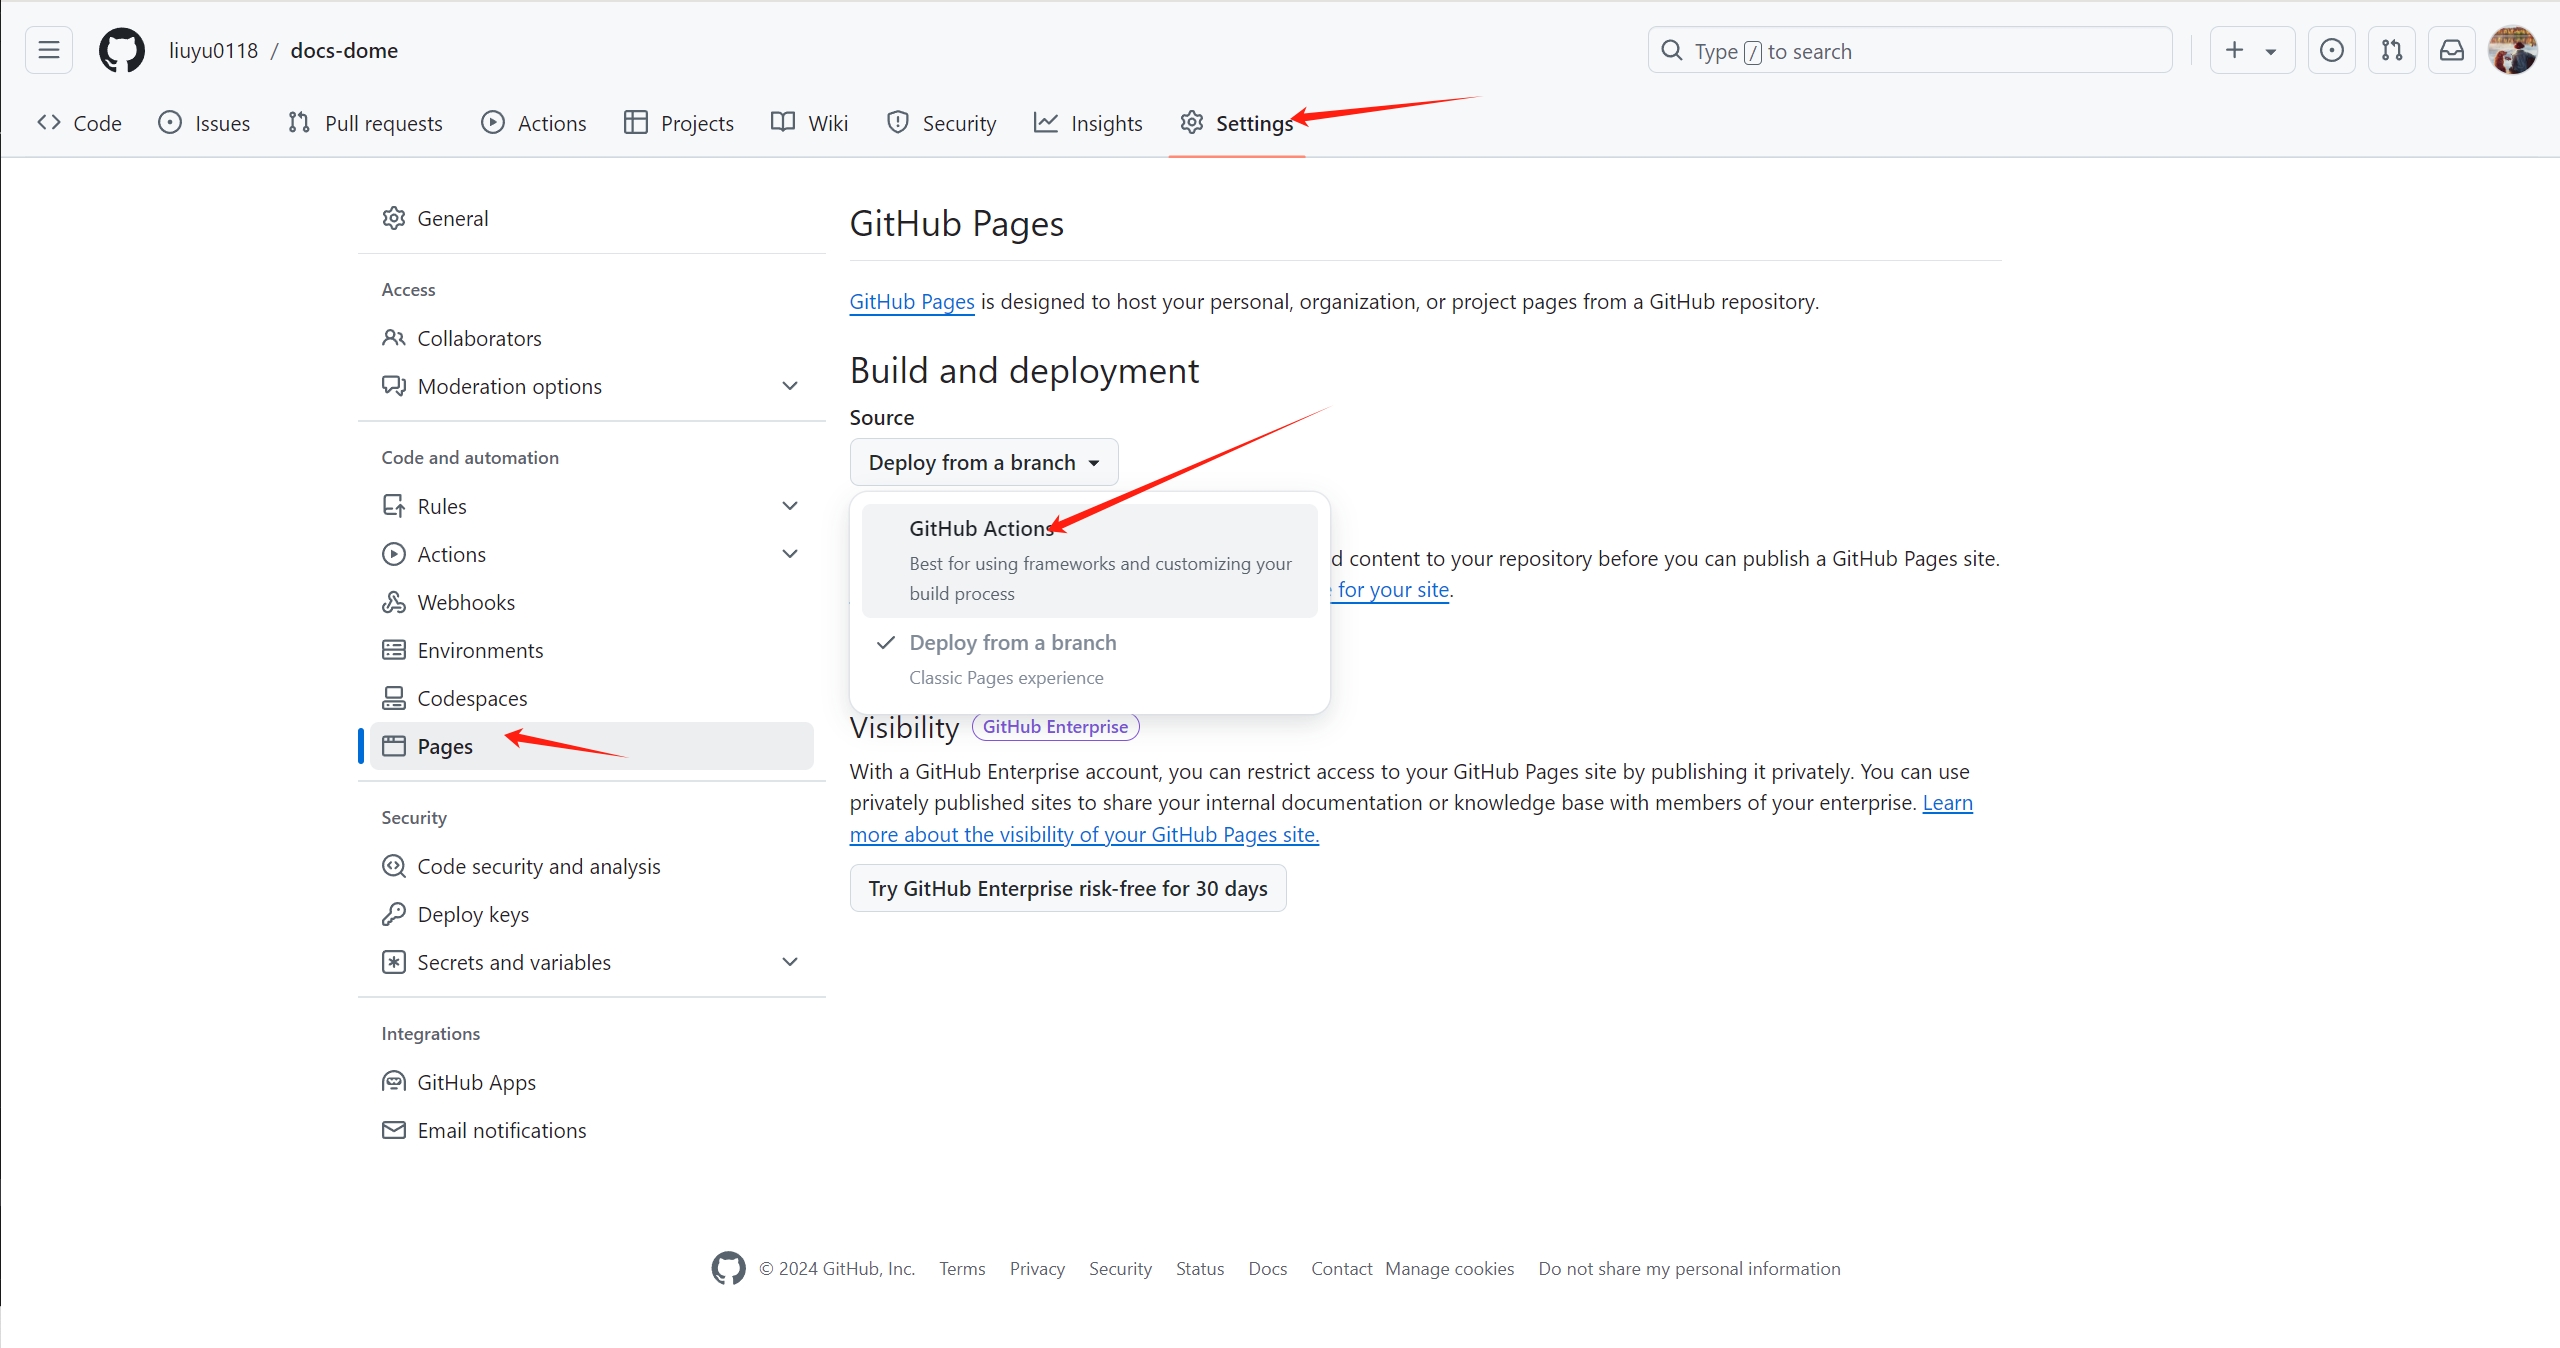 liuyu0118 / docs-dome
Type / to search
Code
Issues
Pull requests
Actions
Projects
Wiki
Security
Insights
Settings
General
Access
Collaborators
Moderation options
Code and automation
Rules
Actions
Webhooks
Environments
Codespaces
Pages
Security
Code security and analysis
Deploy keys
Secrets and variables
Integrations
GitHub Apps
Email notifications
GitHub Pages
GitHub Pages is designed to host your personal, organization, or project pages from a GitHub repository.
Build and deployment
Source
Deploy from a branch
GitHub Actions
Best for using frameworks and customizing your
build process
Deploy from a branch
Classic Pages experience
d content to your repository before you can publish a GitHub Pages site.
for your site.
Visibility GitHub Enterprise
With a GitHub Enterprise account, you can restrict access to your GitHub Pages site by publishing it privately. You can use
privately published sites to share your internal documentation or knowledge base with members of your enterprise. Learn
more about the visibility of your GitHub Pages site.
Try GitHub Enterprise risk-free for 30 days
© 2024 GitHub, Inc.
Terms
Privacy
Security
Status
Docs
Contact
Manage cookies
Do not share my personal information